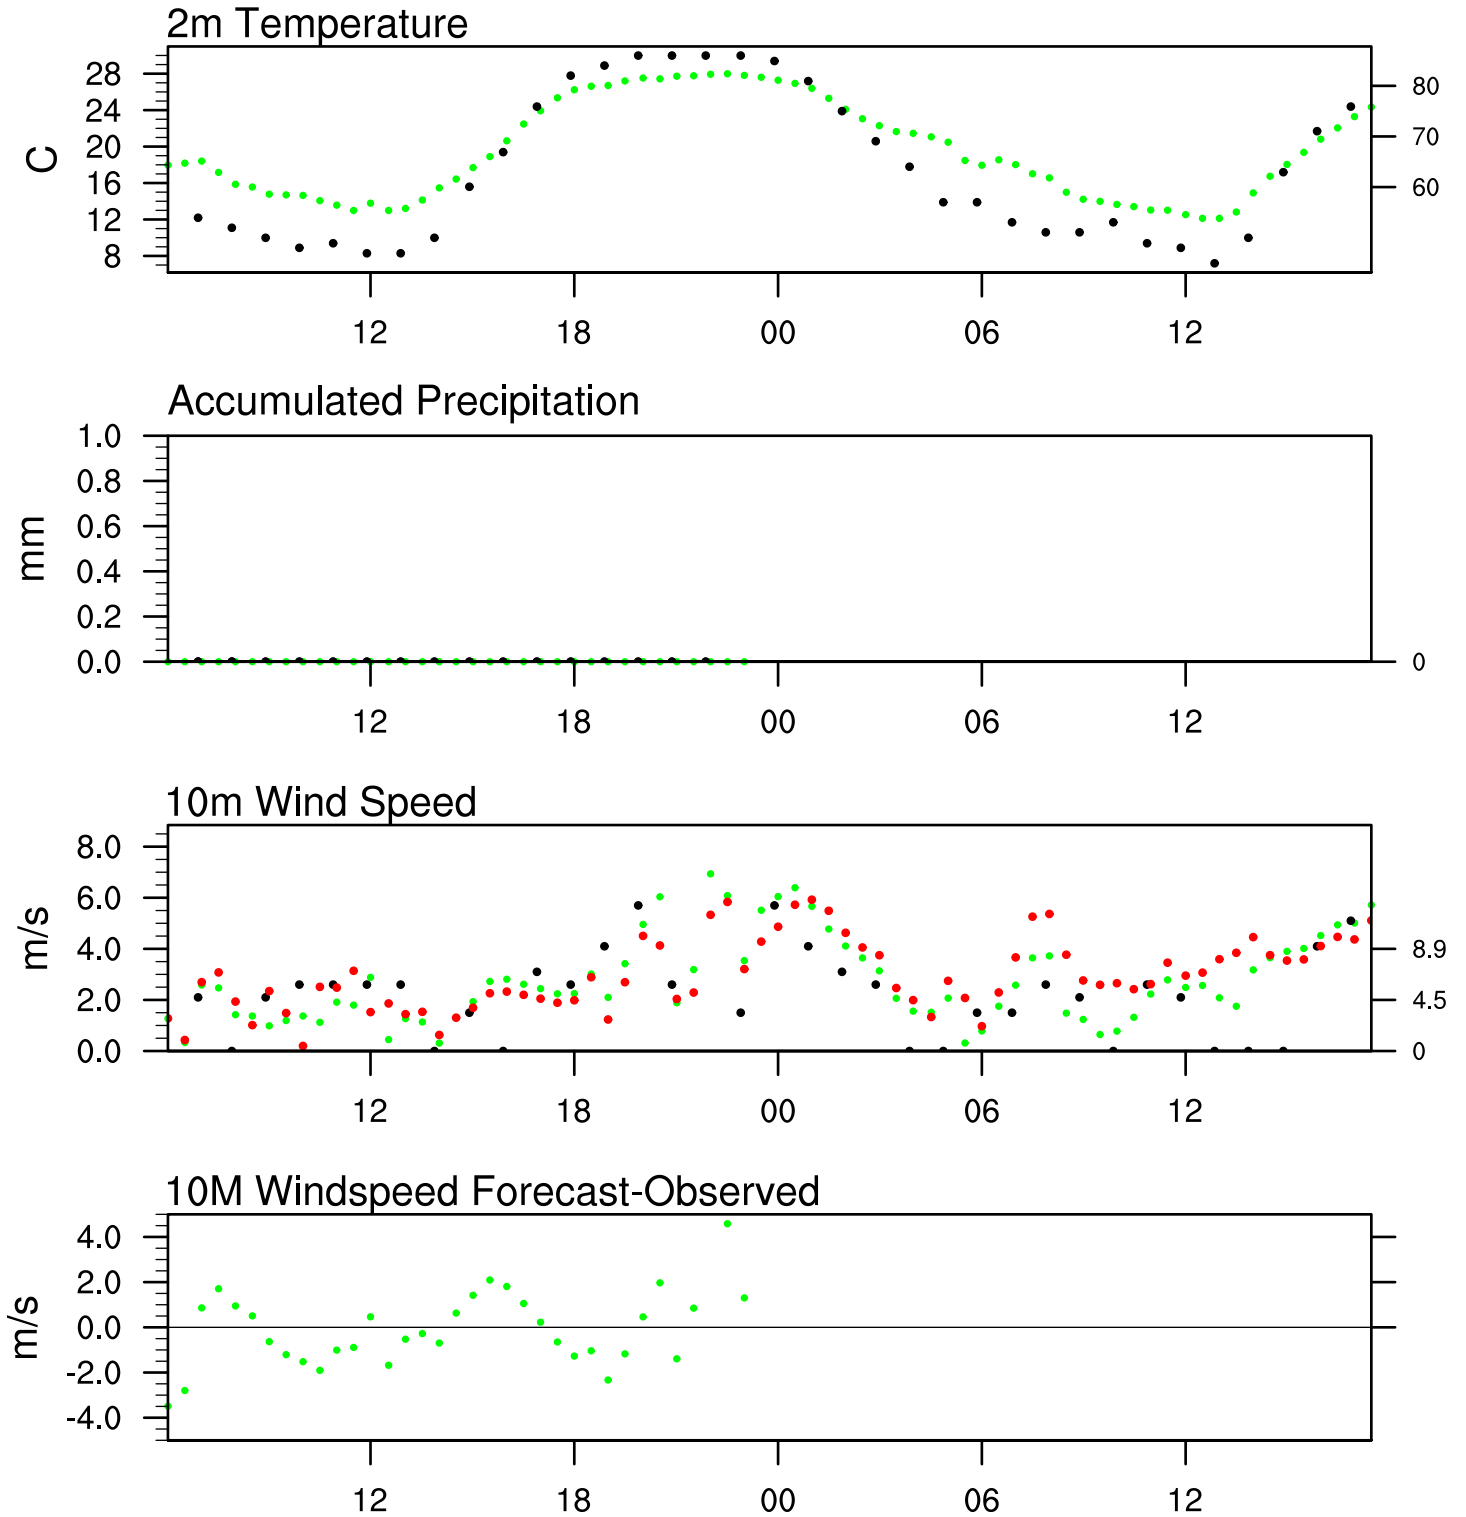 2m Temperature
28
24
20
16
12
8
C
80
70
60
12 18 00 06 12
Accumulated Precipitation
1.0
0.8
0.6
0.4
0.2
0.0
mm
0
12 18 00 06 12
10m Wind Speed
8.0
6.0
4.0
2.0
0.0
m/s
8.9
4.5
0
12 18 00 06 12
10M Windspeed Forecast-Observed
4.0
2.0
0.0
-2.0
-4.0
m/s
12 18 00 06 12